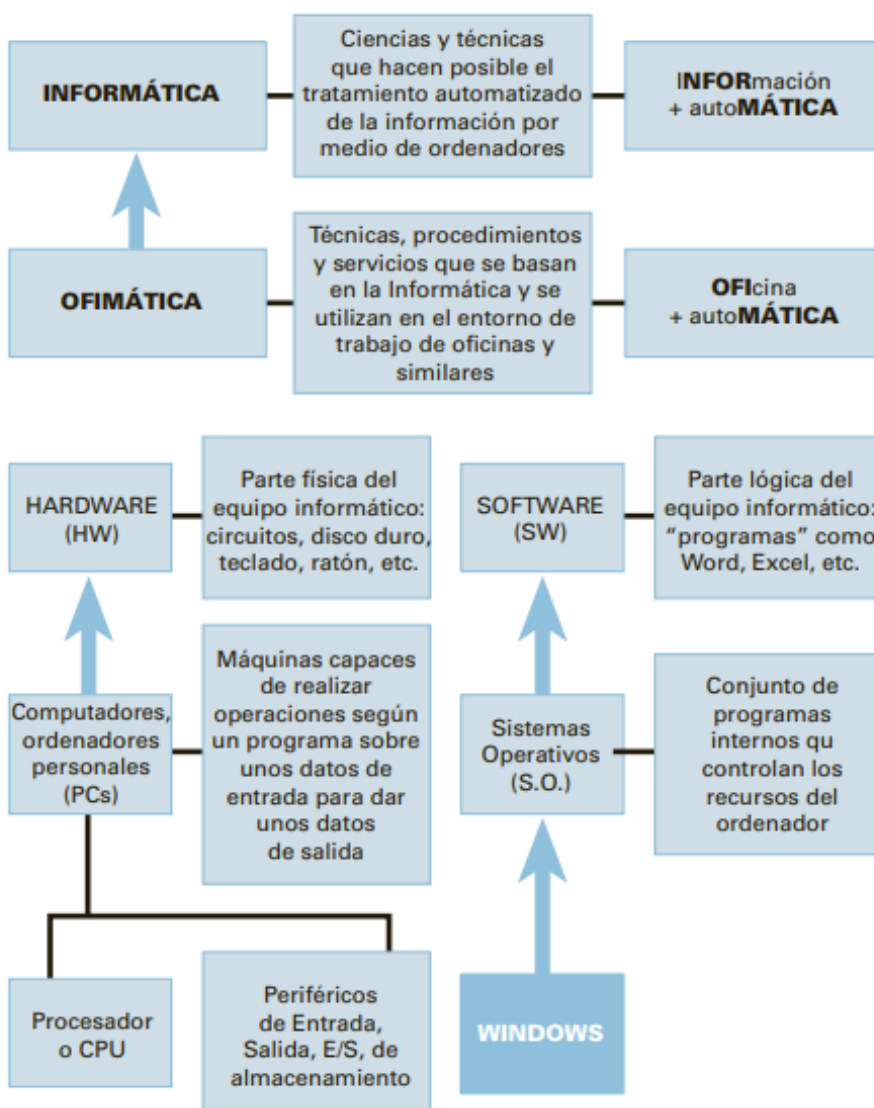 INFORMÁTICA
Ciencias y técnicas
que hacen posible el
tratamiento automatizado
de la información por
medio de ordenadores
INFORmación
+ autoMÁTICA
OFIMÁTICA
Técnicas, procedimientos
y servicios que se basan
en la Informática y se
utilizan en el entorno de
trabajo de oficinas y
similares
OFIcina
+ autoMÁTICA
HARDWARE
(HW)
Parte física del
equipo informático:
circuitos, disco duro,
teclado, ratón, etc.
SOFTWARE
(SW)
Parte lógica del
equipo informático:
“programas” como
Word, Excel, etc.
Computadores,
ordenadores
personales
(PCs)
Máquinas capaces
de realizar
operaciones según
un programa sobre
unos datos de
entrada para dar
unos datos
de salida
Sistemas
Operativos
(S.O.)
Conjunto de
programas
internos qu
controlan los
recursos del
ordenador
Procesador
o CPU
Periféricos
de Entrada,
Salida, E/S, de
almacenamiento
WINDOWS